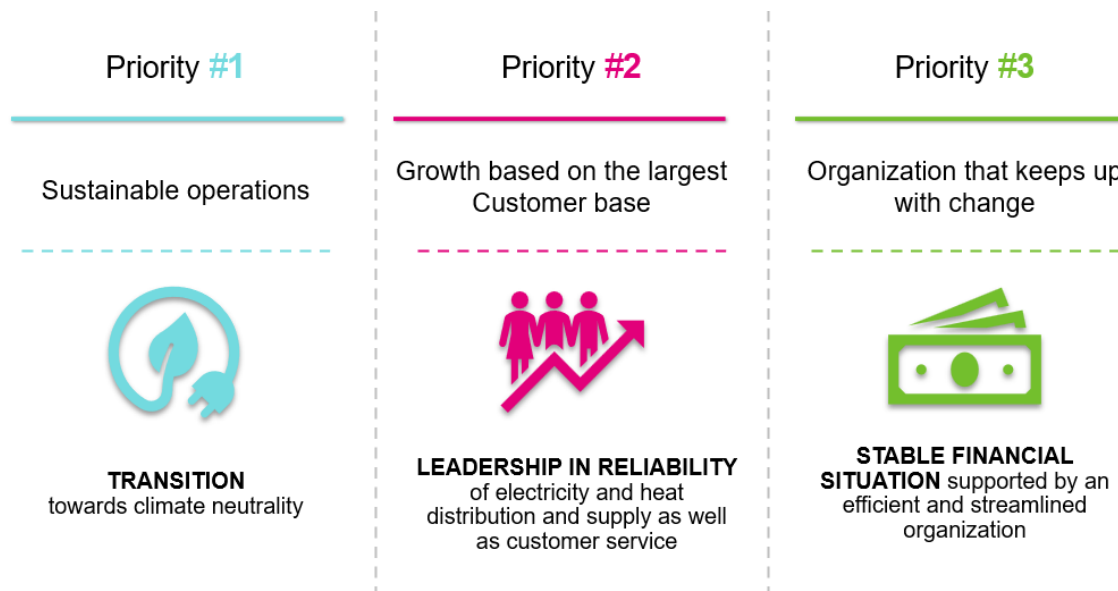 Priority #1
Sustainable operations
TRANSITION
towards climate neutrality
Priority #2
Growth based on the largest
Customer base
LEADERSHIP IN RELIABILITY
of electricity and heat
distribution and supply as well
as customer service
Priority #3
Organization that keeps up
with change
STABLE FINANCIAL
SITUATION supported by an
efficient and streamlined
organization